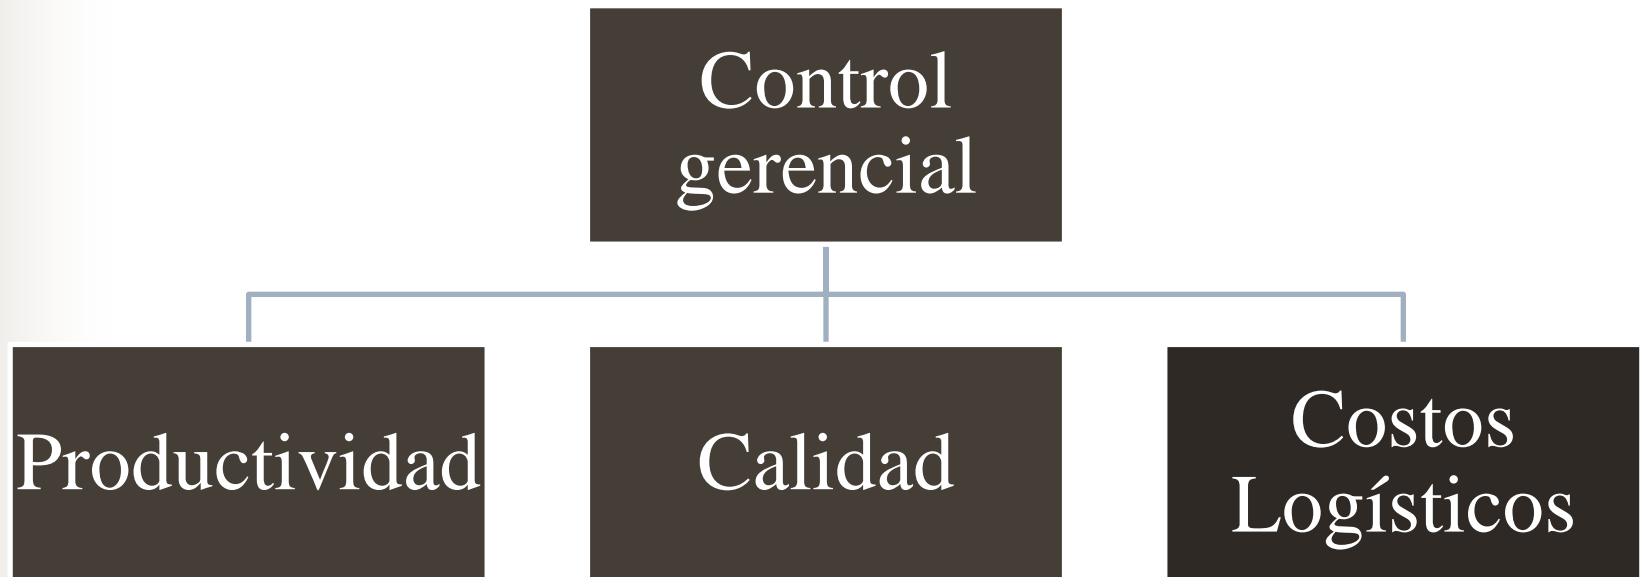 Control
gerencial
Productividad
Calidad
Costos
Logísticos